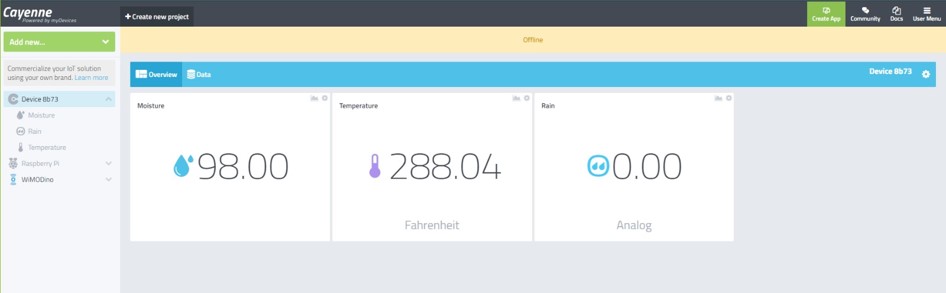 Cayenne
Powered by myDevices
+ Create new project
Create App
Community
Docs
User Menu
Add new...
Offline
Commercialize your IoT solution
using your own brand. Learn more
Overview
Data
Device 8b73
Device 8b73
Moisture
Rain
Temperature
Raspberry Pi
WiMODino
Moisture
98.00
Temperature
288.04
Fahrenheit
Rain
0.00
Analog